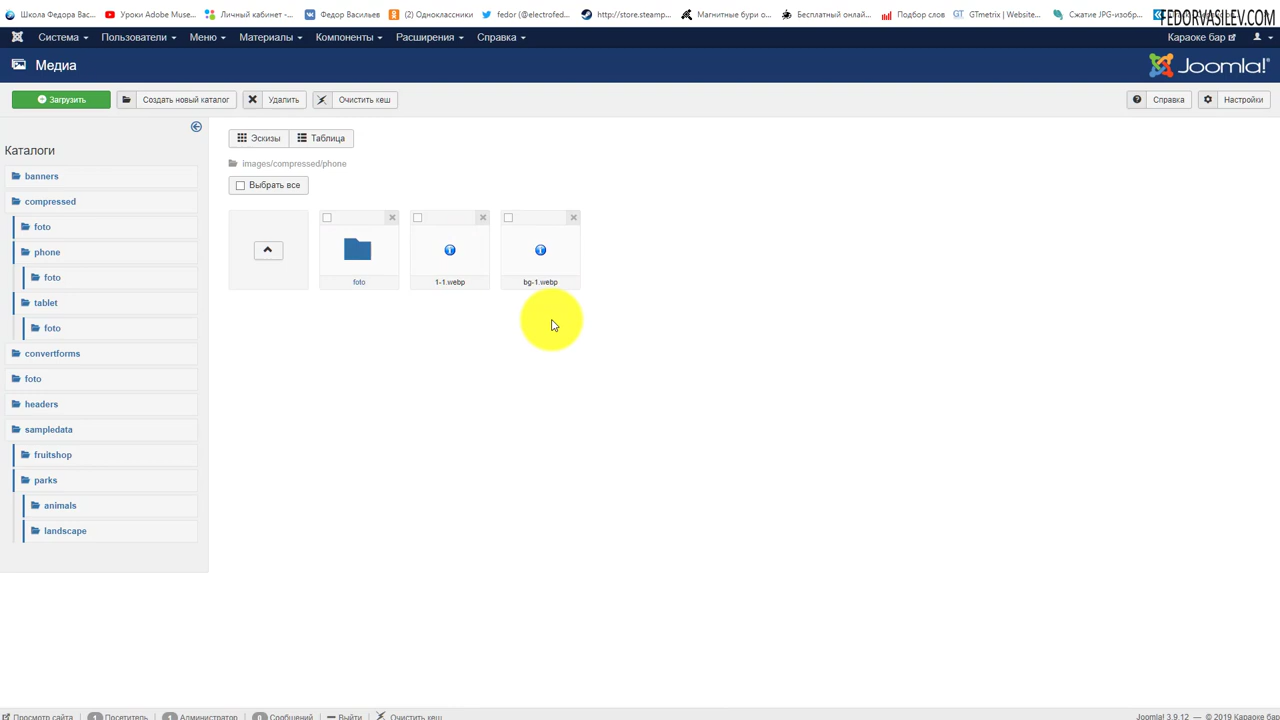 Школа Федора Вас...
Уроки Adobe Muse...
Личный кабинет -...
Федор Васильев
(2) Одноклассники
fedor (@electrofed...
http://store.steamp...
Магнитные бури о...
Бесплатный онлай...
Подбор слов
GT GTmetrix | Website...
Сжатие JPG-изобр...
FEDORVASILEV.COM
Система
Пользователи
Меню
Материалы
Компоненты
Расширения
Справка
Караоке бар
Медиа
Joomla!®
Загрузить
Создать новый каталог
Удалить
Очистить кеш
Справка
Настройки
Каталоги
banners
compressed
foto
phone
foto
tablet
foto
convertforms
foto
headers
sampledata
fruitshop
parks
animals
landscape
Эскизы
Таблица
images/compressed/phone
Выбрать все
foto
1-1.webp
bg-1.webp
Просмотр сайта
1 Посетитель
1 Администратор
0 Сообщений
Выйти
Очистить кеш
Joomla! 3.9.12 — © 2019 Караоке бар